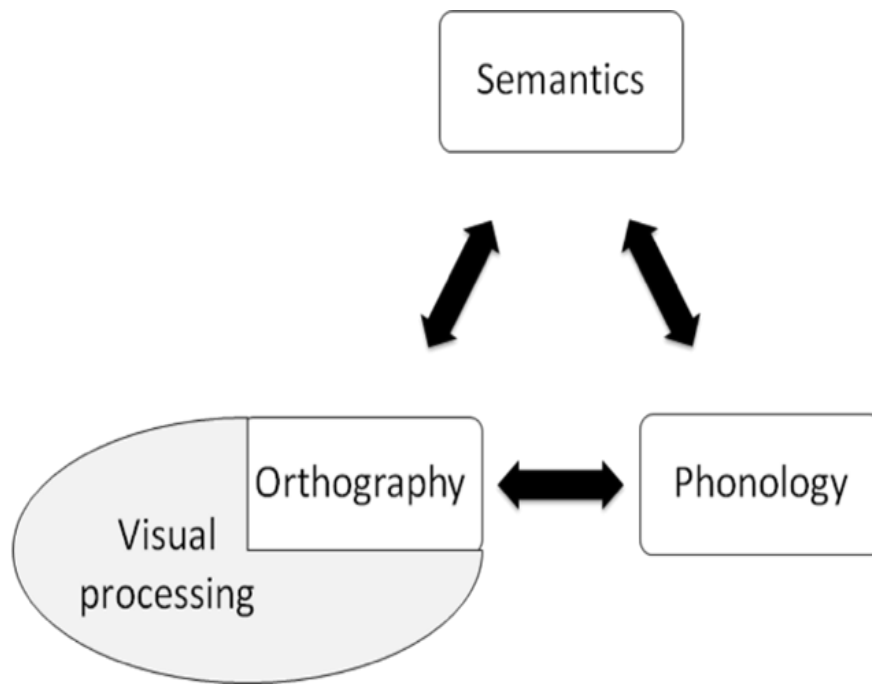 Semantics
Orthography
Phonology
Visual
processing